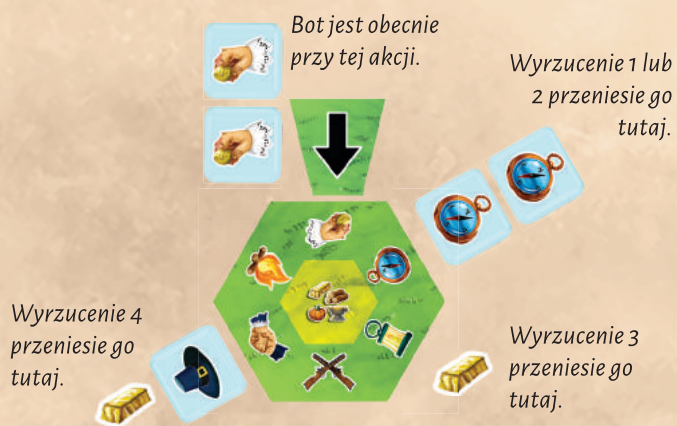 Bot jest obecnie
przy tej akcji.
Wyrzucenie 1 lub
2 przeniesie go
tutaj.
Wyrzucenie 4
przeniesie go
tutaj.
Wyrzucenie 3
przeniesie go
tutaj.